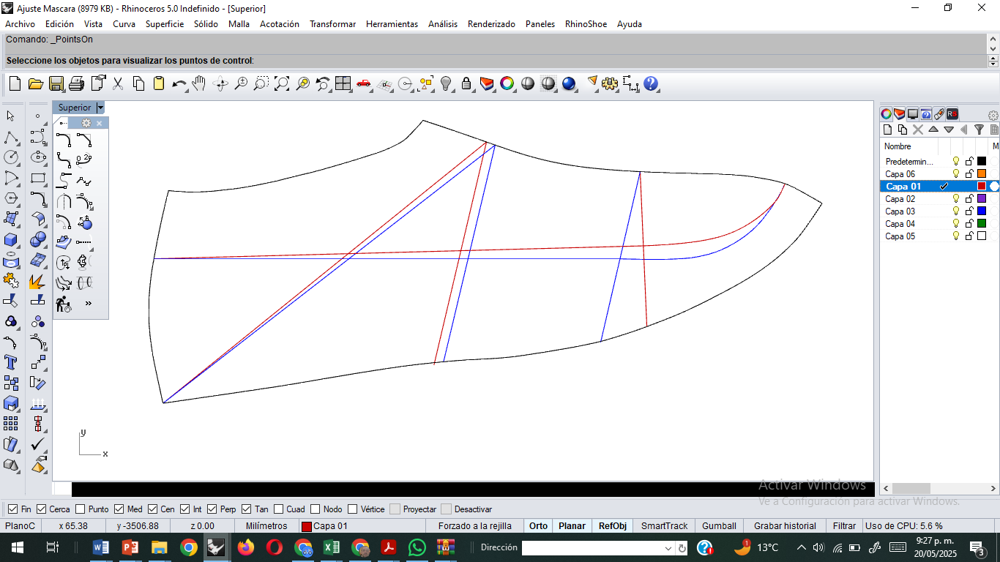 Ajuste Mascara (8979 KB) - Rhinoceros 5.0 Indefinido - [Superior]
Archivo Edición Vista Curva Superficie Sólido Malla Acotación Transformar Herramientas Análisis Renderizado Paneles RhinoShoe Ayuda
Comando: _PointsOn
Seleccione los objetos para visualizar los puntos de control:
Superior
Nombre M
Predetermin...
Capa 06
Capa 01
Capa 02
Capa 03
Capa 04
Capa 05
y
x
Activar Windows
Ve a Configuración para activar Windows.
Fin Cerca Punto Med Cen Int Perp Tan Cuad Nodo Vértice Proyectar Desactivar
PlanoC x 65.38 y -3506.88 z 0.00 Milímetros Capa 01 Forzado a la rejilla Orto Planar RefObj SmartTrack Gumball Grabar historial Filtrar Uso de CPU: 5.6 %
Dirección 13°C 9:27 p. m.
20/05/2025 3